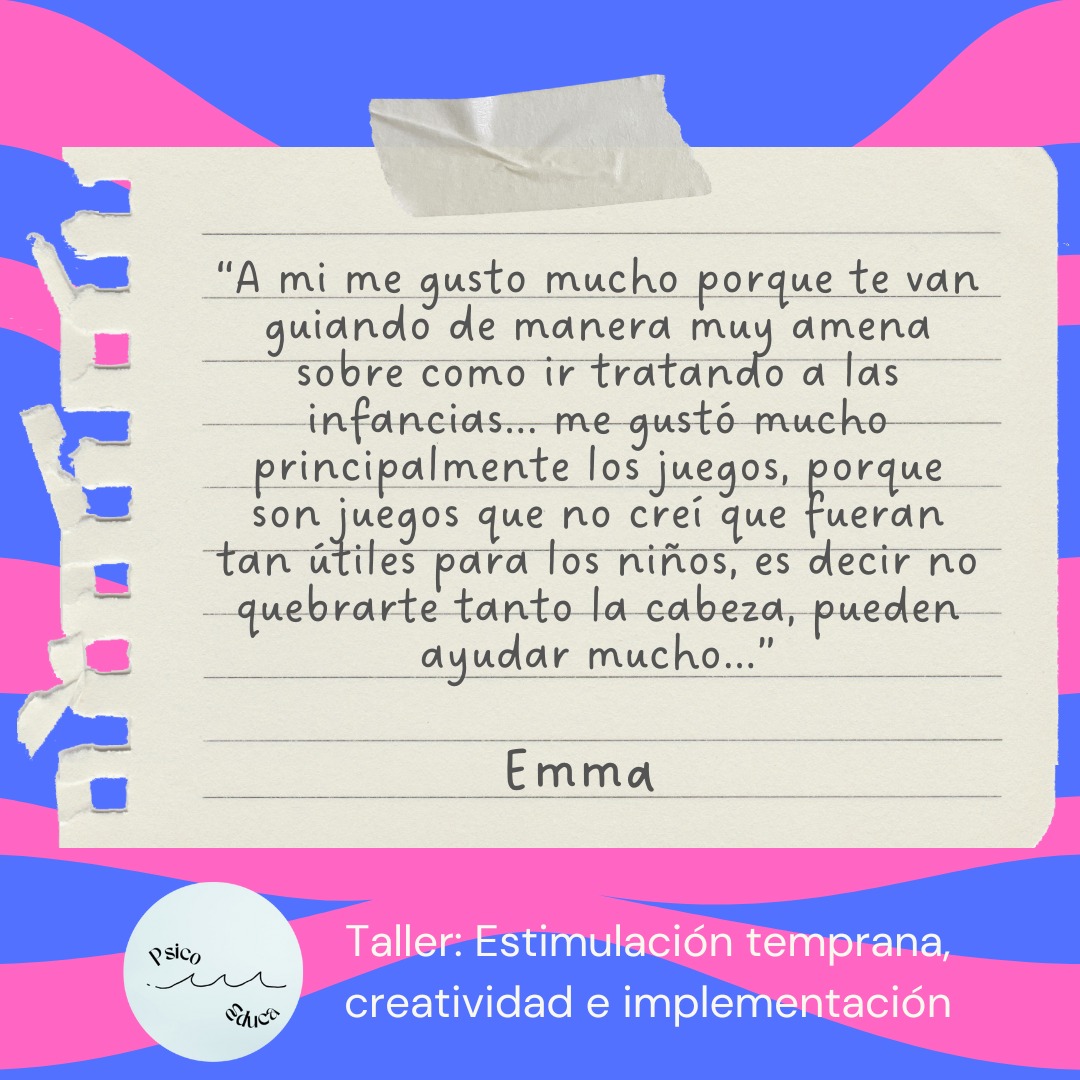 “A mi me gusto mucho porque te van
guiando de manera muy amena
sobre como ir tratando a las
infancias... me gustó mucho
principalmente los juegos, porque
son juegos que no creí que fueran
tan útiles para los niños, es decir no
quebrarte tanto la cabeza, pueden
ayudar mucho...”
Emma
Psico
Educa
Taller: Estimulación temprana,
creatividad e implementación